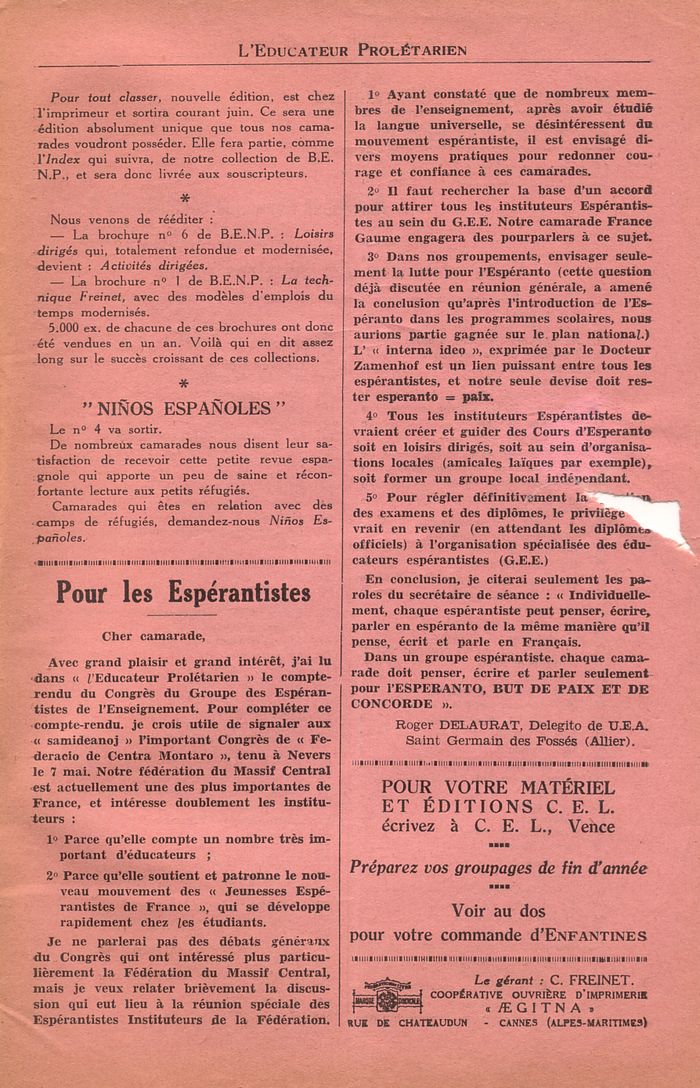 L'Educateur Prolétarien
Pour tout classer, nouvelle édition, est chez
l'imprimeur et sortira courant juin. Ce sera une
édition absolument unique que tous nos cama-
rades voudront posséder. Elle fera partie, comme
l'Index qui suivra, de notre collection de B.E.
N.P., et sera donc livrée aux souscripteurs.
*
Nous venons de rééditer :
— La brochure nº 6 de B.E.N.P. : Loisirs
dirigés qui, totalement refondue et modernisée,
devient : Activités dirigées.
— La brochure nº 1 de B.E.N.P. : La tech-
nique Freinet, avec des modèles d'emplois du
temps modernisés.
5.000 ex. de chacune de ces brochures ont donc
été vendues en un an. Voilà qui en dit assez
long sur le succès croissant de ces collections.
*
" NIÑOS ESPAÑOLES "
Le nº 4 va sortir.
De nombreux camarades nous disent leur sa-
tisfaction de recevoir cette petite revue espa-
gnole qui apporte un peu de saine et récon-
fortante lecture aux petits réfugiés.
Camarades qui êtes en relation avec des
camps de réfugiés, demandez-nous Niños Es-
pañoles.
Pour les Espérantistes
Cher camarade,
Avec grand plaisir et grand intérêt, j'ai lu
dans « l'Educateur Prolétarien » le compte-
rendu du Congrès du Groupe des Espéran-
tistes de l'Enseignement. Pour compléter ce
compte-rendu. je crois utile de signaler aux
« samideanoj » l'important Congrès de « Fe-
deracio de Centra Montaro », tenu à Nevers
le 7 mai. Notre fédération du Massif Central
est actuellement une des plus importantes de
France, et intéresse doublement les institu-
teurs :
1º Parce qu'elle compte un nombre très im-
portant d'éducateurs ;
2º Parce qu'elle soutient et patronne le nou-
veau mouvement des « Jeunesses Espé-
rantistes de France », qui se développe
rapidement chez les étudiants.
Je ne parlerai pas des débats généraux
du Congrès qui ont intéressé plus particu-
lièrement la Fédération du Massif Central,
mais je veux relater brièvement la discus-
sion qui eut lieu à la réunion spéciale des
Espérantistes Instituteurs de la Fédération.
1º Ayant constaté que de nombreux mem-
bres de l'enseignement, après avoir étudié
la langue universelle, se désintéressent du
mouvement espérantiste, il est envisagé di-
vers moyens pratiques pour redonner cou-
rage et confiance à ces camarades.
2º Il faut rechercher la base d'un accord
pour attirer tous les instituteurs Espérantis-
tes au sein du G.E.E. Notre camarade France
Gaume engagera des pourparlers à ce sujet.
3º Dans nos groupements, envisager seule-
ment la lutte pour l'Espéranto (cette question
déjà discutée en réunion générale, a amené
la conclusion qu'après l'introduction de l'Es-
péranto dans les programmes scolaires, nous
aurions partie gagnée sur le plan national.)
L' « interna ideo », exprimée par le Docteur
Zamenhof est un lien puissant entre tous les
espérantistes, et notre seule devise doit res-
ter esperanto = paix.
4º Tous les instituteurs Espérantistes de-
vraient créer et guider des Cours d'Esperanto
soit en loisirs dirigés, soit au sein d'organisa-
tions locales (amicales laïques par exemple),
soit former un groupe local indépendant.
5º Pour régler définitivement la
des examens et des diplômes, le privilège
vrait en revenir (en attendant les diplômes
officiels) à l'organisation spécialisée des édu-
cateurs espérantistes (G.E.E.)
En conclusion, je citerai seulement les pa-
roles du secrétaire de séance : « Individuelle-
ment, chaque espérantiste peut penser, écrire,
parler en espéranto de la même manière qu'il
pense, écrit et parle en Français.
Dans un groupe espérantiste. chaque cama-
rade doit penser, écrire et parler seulement
pour l'ESPERANTO, BUT DE PAIX ET DE
CONCORDE ».
Roger DELAURAT, Delegito de U.E.A.
Saint Germain des Fossés (Allier).
POUR VOTRE MATÉRIEL
ET ÉDITIONS C. E. L.
écrivez à C. E. L., Vence
Préparez vos groupages de fin d'année
Voir au dos
pour votre commande d'ENFANTINES
Le gérant : C. FREINET.
COOPÉRATIVE OUVRIÈRE D'IMPRIMERIE
« ÆGITNA »
RUE DE CHATEAUDUN - CANNES (ALPES-MARITIMES)